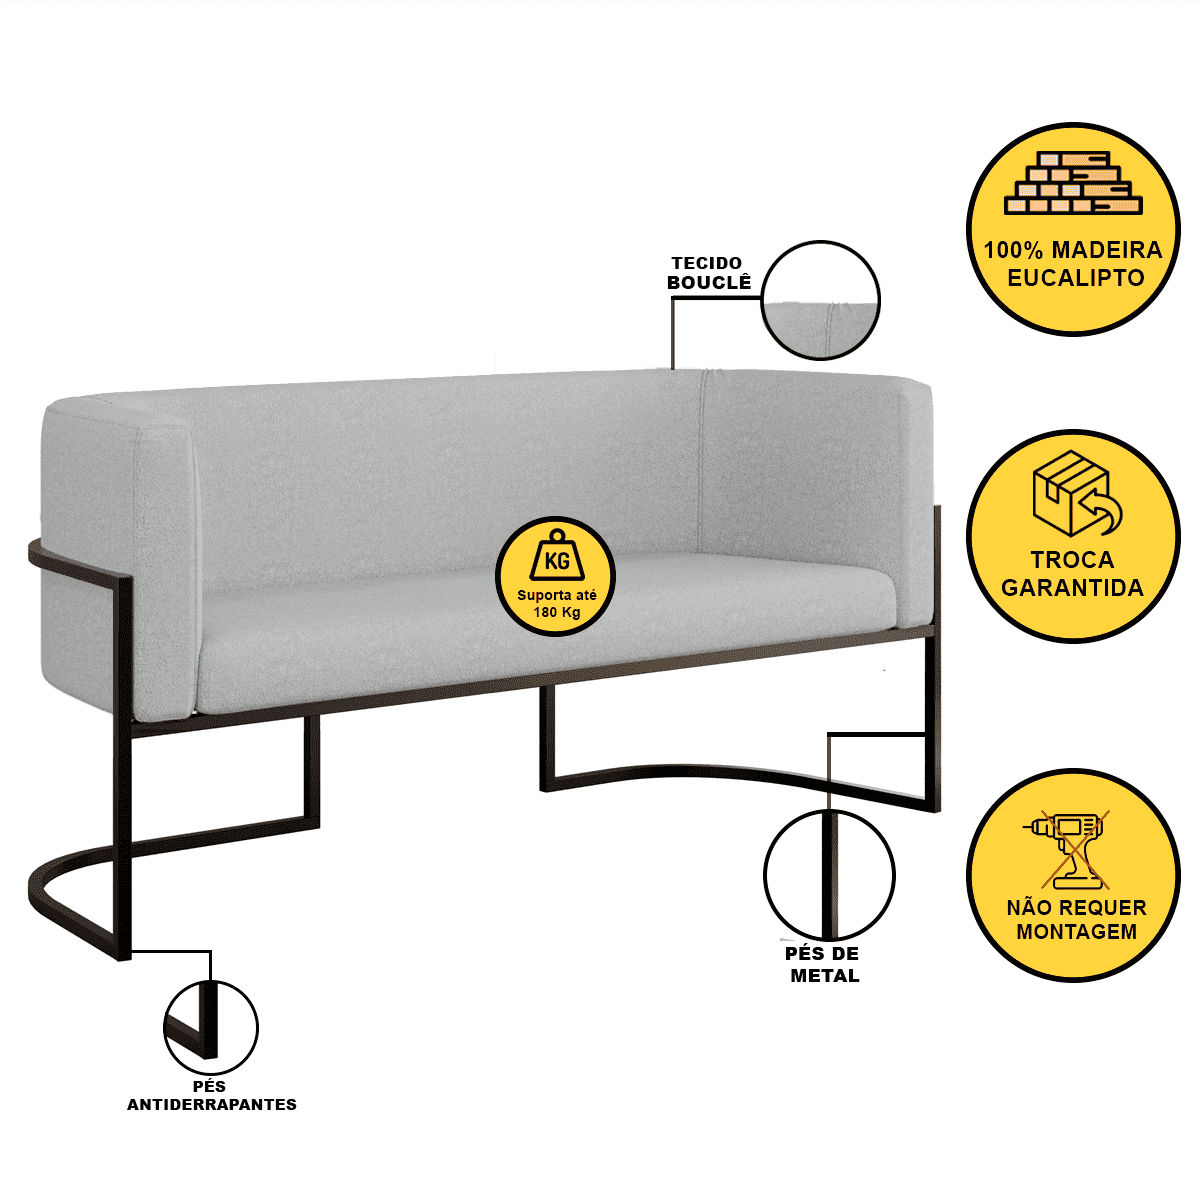 TECIDO
BOUCLÊ
100% MADEIRA
EUCALIPTO
KG
Suporta até
180 Kg
TROCA
GARANTIDA
NÃO REQUER
MONTAGEM
PÉS DE
METAL
PÉS
ANTIDERRAPANTES